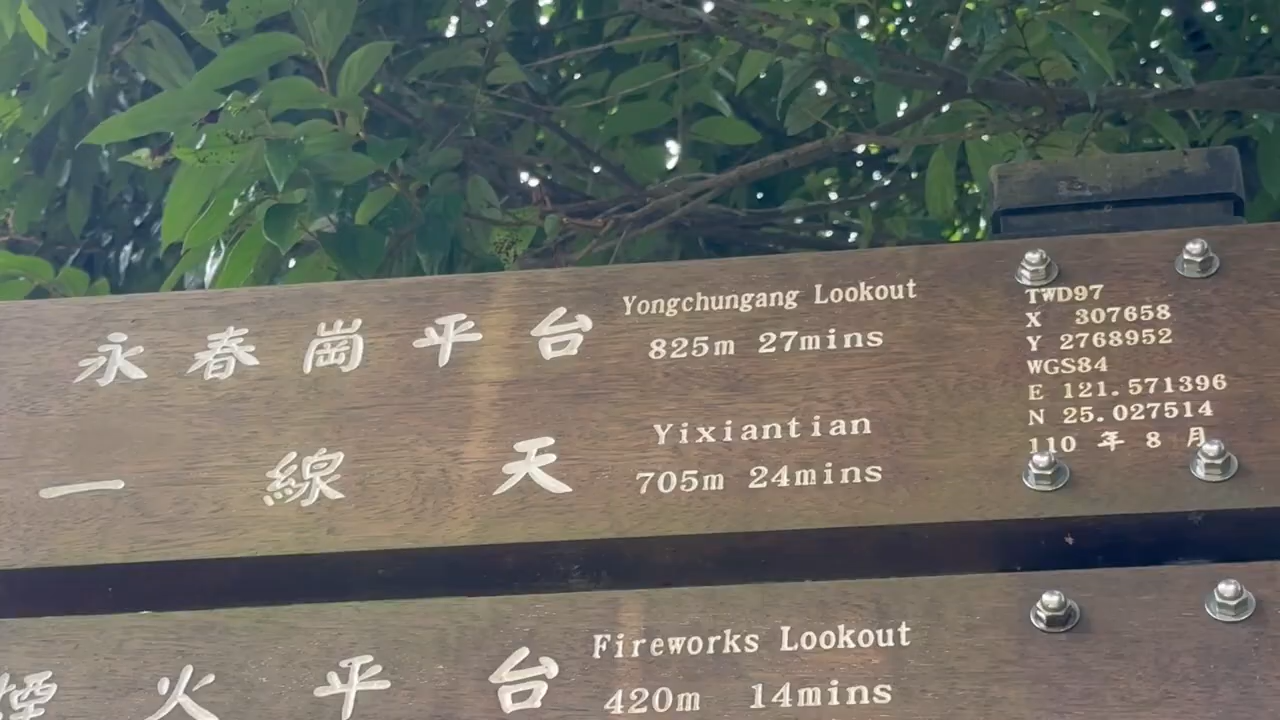 永春崗平台
Yongchungang Lookout
825m 27mins
一線天
Yixiantian
705m 24mins
TWD97
X 307658
Y 2768952
WGS84
E 121.571396
N 25.027514
110 年 8 月
煙火平台
Fireworks Lookout
420m 14mins